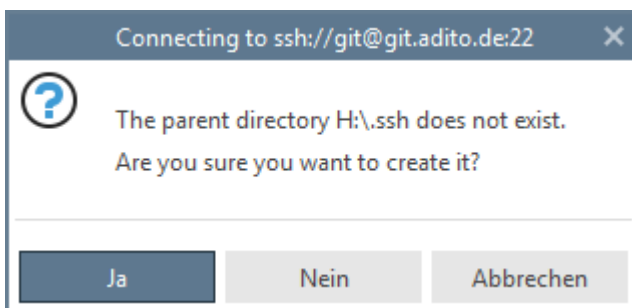 Connecting to ssh://git@git.adito.de:22
The parent directory H:\.ssh does not exist.
Are you sure you want to create it?
Ja
Nein
Abbrechen